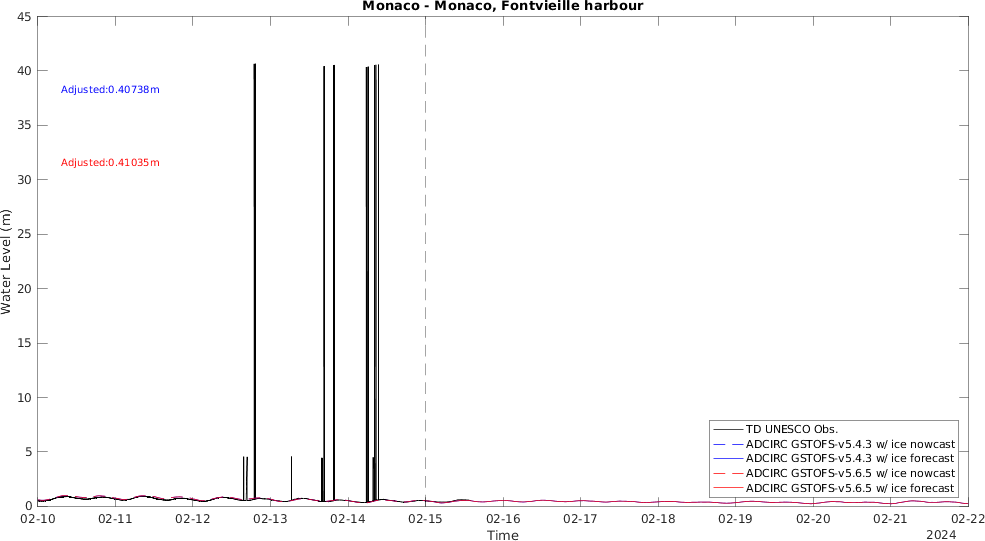 Monaco - Monaco, Fontvieille harbour
45
40
35
30
25
20
15
10
5
0
Water Level (m)
Adjusted:0.40738m
Adjusted:0.41035m
TD UNESCO Obs.
ADCIRC GSTOFS-v5.4.3 w/ ice nowcast
ADCIRC GSTOFS-v5.4.3 w/ ice forecast
ADCIRC GSTOFS-v5.6.5 w/ ice nowcast
ADCIRC GSTOFS-v5.6.5 w/ ice forecast
02-10 02-11 02-12 02-13 02-14 02-15 02-16 02-17 02-18 02-19 02-20 02-21 02-22
Time
2024